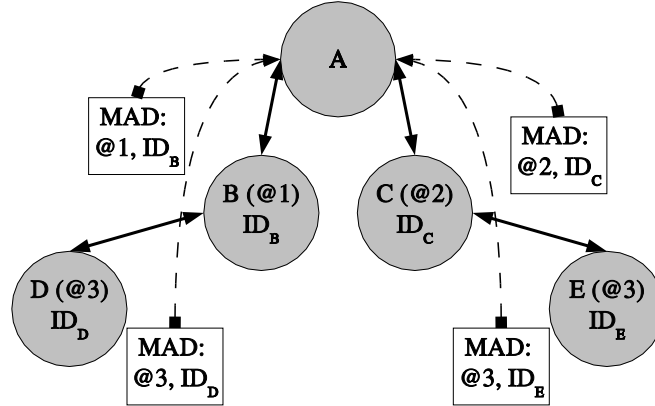 A
MAD:
@1, ID_B
MAD:
@2, ID_C
B (@1)
ID_B
C (@2)
ID_C
D (@3)
ID_D
E (@3)
ID_E
MAD:
@3, ID_D
MAD:
@3, ID_E